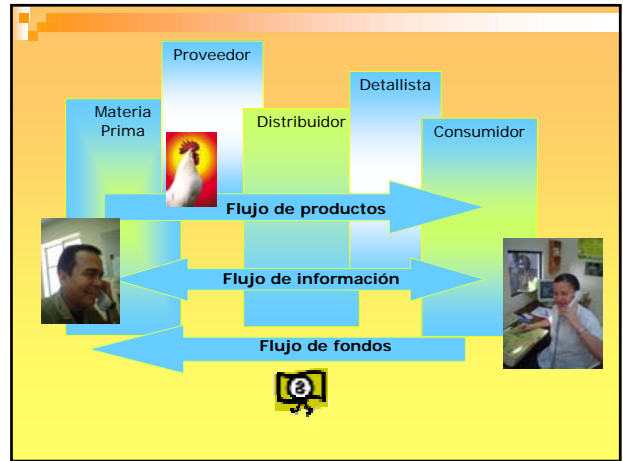 Proveedor
Detallista
Materia
Prima
Distribuidor
Consumidor
Flujo de productos
Flujo de información
Flujo de fondos